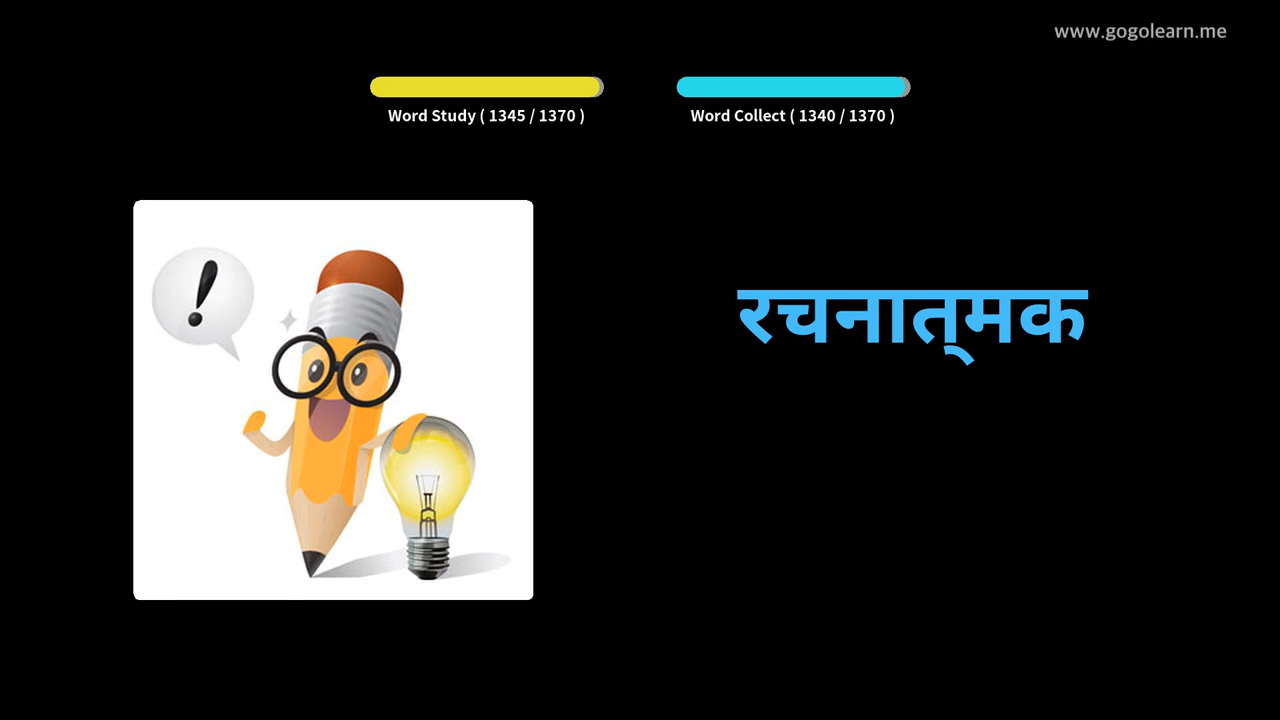 www.gogolearn.me
Word Study ( 1345 / 1370 )
Word Collect ( 1340 / 1370 )
!
रचनात्‌मक